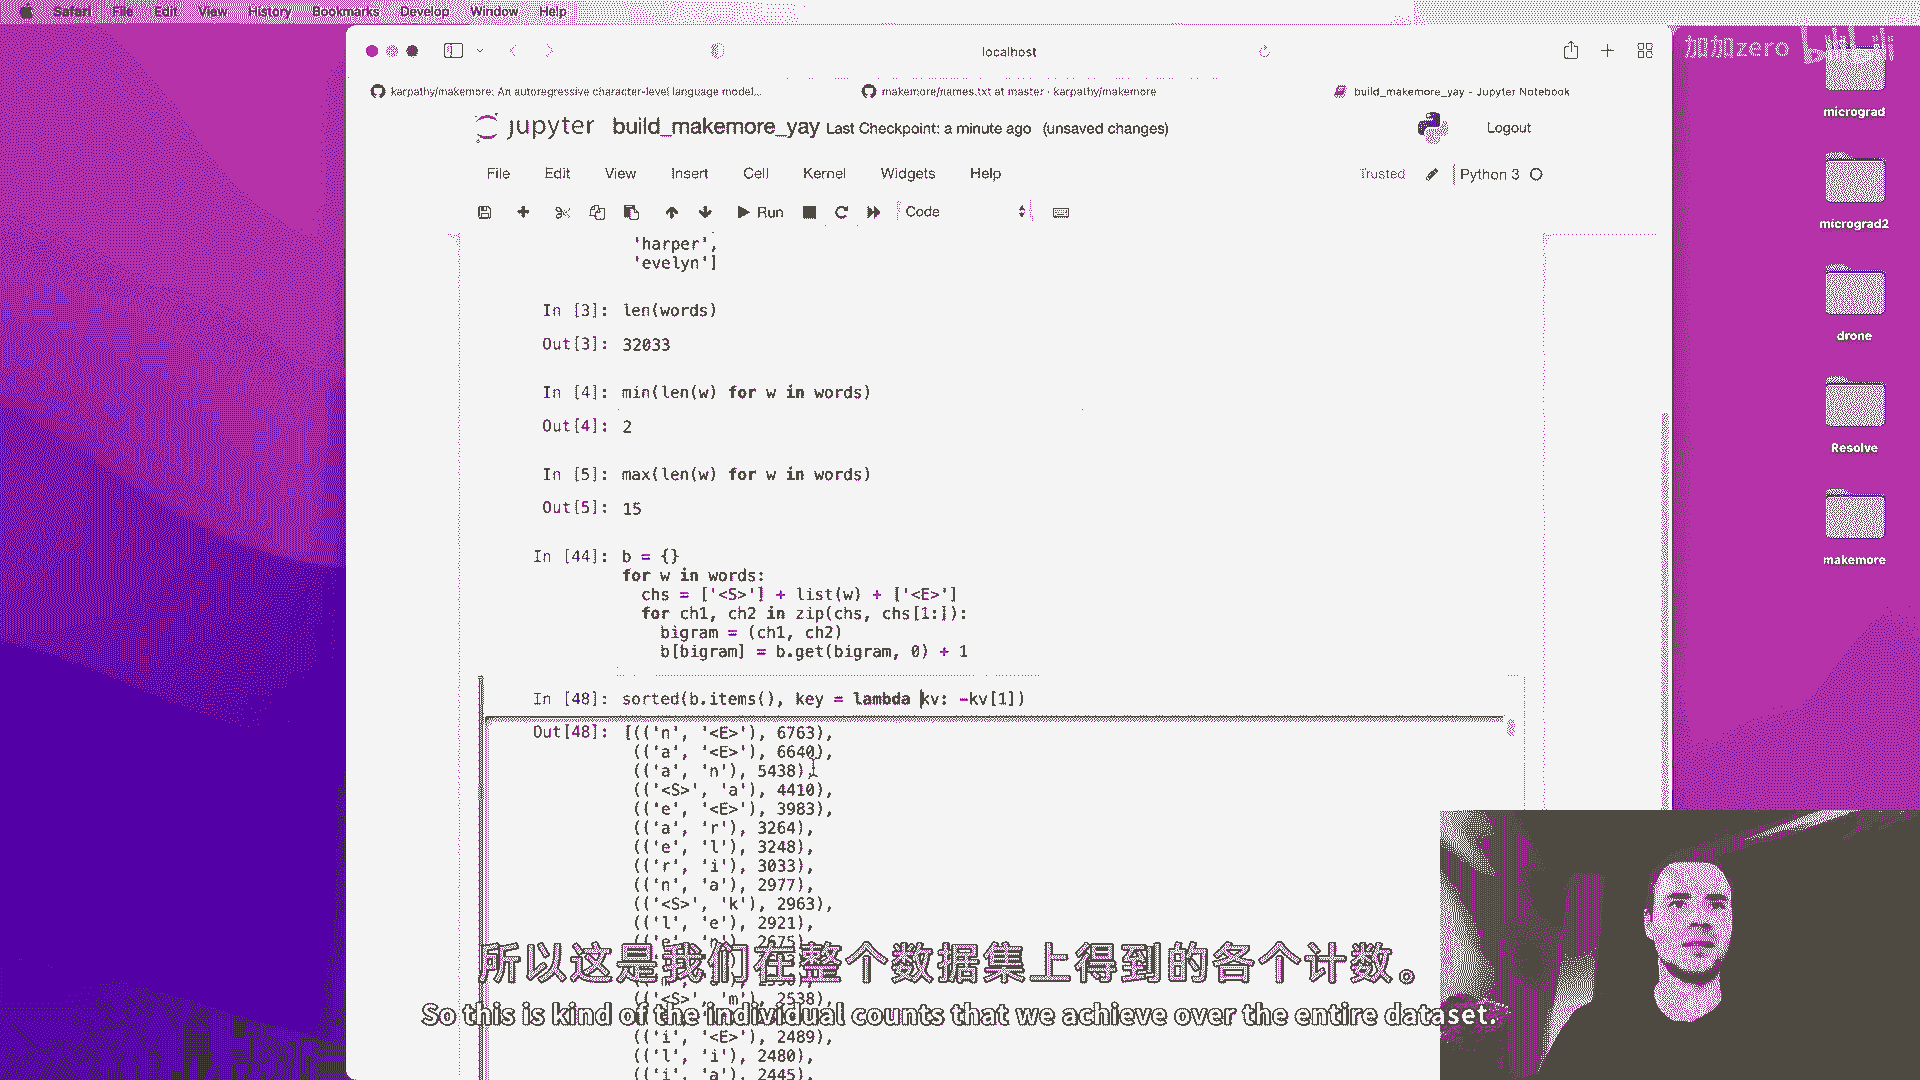 Safari File Edit View History Bookmarks Develop Window Help
加加zero bilibili
localhost
karpathy/makemore: An autoregressive character-level language model...
makemore/names.txt at master · karpathy/makemore
build_makemore_yay - Jupyter Notebook
jupyter build_makemore_yay Last Checkpoint: a minute ago (unsaved changes)
Logout
File Edit View Insert Cell Kernel Widgets Help
Trusted Python 3
Run Code
'harper',
'evelyn']
In [3]: len(words)
Out[3]: 32033
In [4]: min(len(w) for w in words)
Out[4]: 2
In [5]: max(len(w) for w in words)
Out[5]: 15
In [44]: b = {}
for w in words:
chs = ['<S>'] + list(w) + ['<E>']
for ch1, ch2 in zip(chs, chs[1:]):
bigram = (ch1, ch2)
b[bigram] = b.get(bigram, 0) + 1
In [48]: sorted(b.items(), key = lambda kv: -kv[1])
Out[48]: [(('n', '<E>'), 6763),
(('a', '<E>'), 6640),
(('a', 'n'), 5438),
(('<S>', 'a'), 4410),
(('e', '<E>'), 3983),
(('a', 'r'), 3264),
(('e', 'l'), 3248),
(('r', 'i'), 3033),
(('n', 'a'), 2977),
(('<S>', 'k'), 2963),
(('l', 'e'), 2921),
2675),
(('<S>', 'm'), 2538),
(('i', '<E>'), 2489),
(('l', 'i'), 2480),
(('i', 'a'), 2445),
所以这是我们在整个数据集上得到的各个计数。
So this is kind of the individual counts that we achieve over the entire dataset.
micrograd
micrograd2
drone
Resolve
makemore